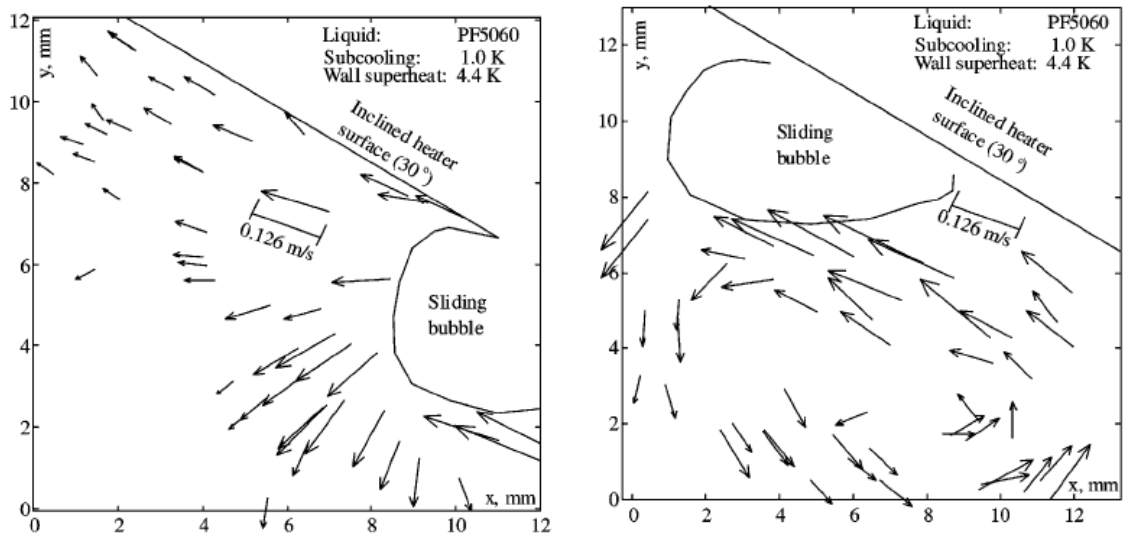 Liquid: PF5060
Subcooling: 1.0 K
Wall superheat: 4.4 K
Inclined heater
surface (30 °)
0.126 m/s
Sliding
bubble
y, mm
12
10
8
6
4
2
0
x, mm
0 2 4 6 8 10 12
Liquid: PF5060
Subcooling: 1.0 K
Wall superheat: 4.4 K
Inclined heater
surface (30 °)
Sliding
bubble
0.126 m/s
y, mm
12
10
8
6
4
2
0
x, mm
0 2 4 6 8 10 12